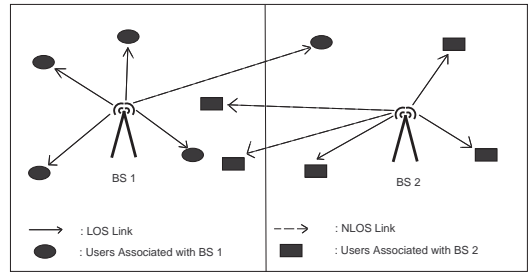 BS 1
BS 2
: LOS Link
: NLOS Link
: Users Associated with BS 1
: Users Associated with BS 2